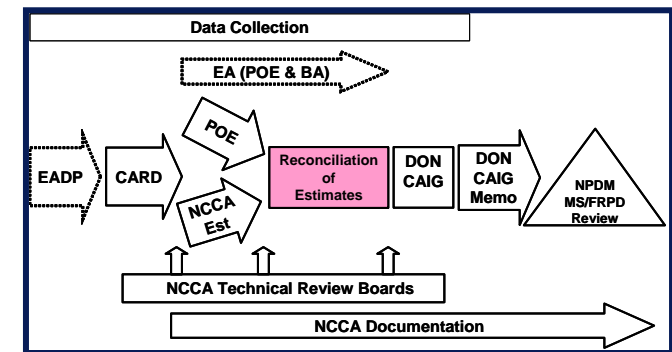 Data Collection
EA (POE & BA)
EADP
CARD
POE
NCCA
Est
Reconciliation
of
Estimates
DON
CAIG
DON
CAIG
Memo
NPDM
MS/FRPD
Review
NCCA Technical Review Boards
NCCA Documentation